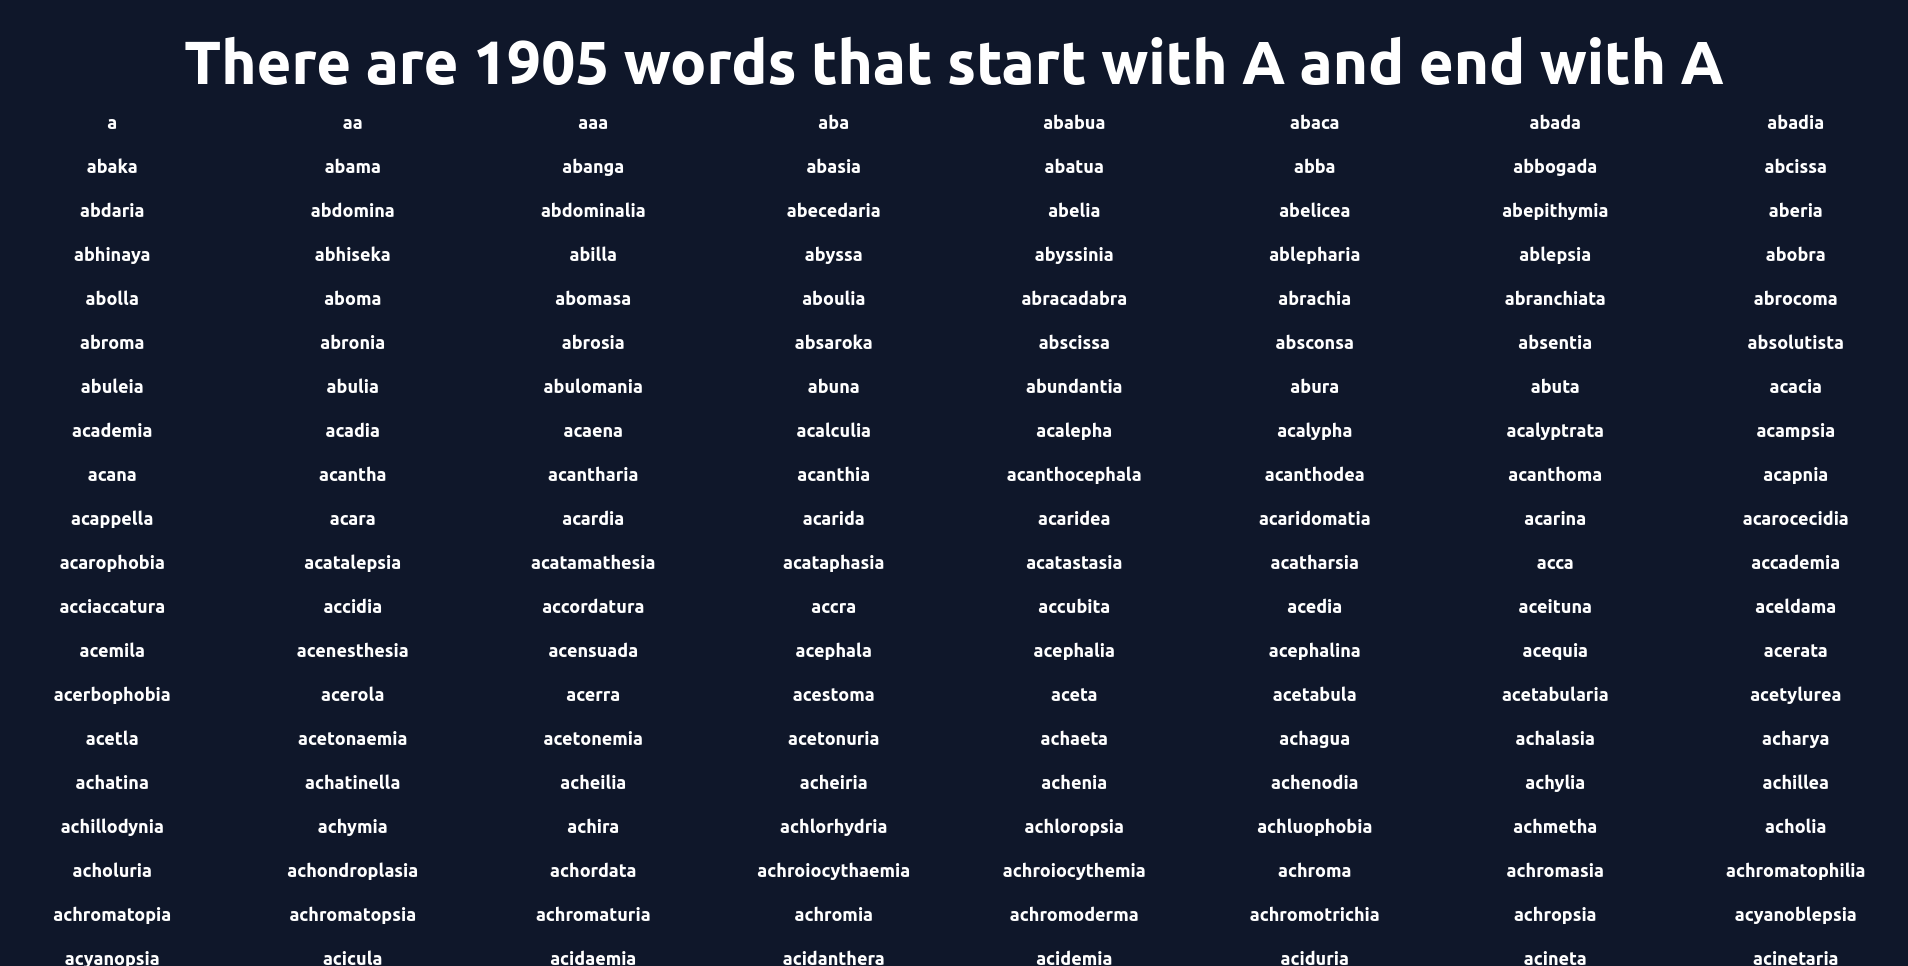 There are 1905 words that start with A and end with A
a aa aaa aba ababua abaca abada abadia
abaka abama abanga abasia abatua abba abbogada abcissa
abdaria abdomina abdominalia abecedaria abelia abelicea abepithymia aberia
abhinaya abhiseka abilla abyssa abyssinia ablepharia ablepsia abobra
abolla aboma abomasa aboulia abracadabra abrachia abranchiata abrocoma
abroma abronia abrosia absaroka abscissa absconsa absentia absolutista
abuleia abulia abulomania abuna abundantia abura abuta acacia
academia acadia acaena acalculia acalepha acalypha acalyptrata acampsia
acana acantha acantharia acanthia acanthocephala acanthodea acanthoma acapnia
acappella acara acardia acarida acaridea acaridomatia acarina acarocecidia
acarophobia acatalepsia acatamathesia acataphasia acatastasia acatharsia acca accademia
acciaccatura accidia accordatura accra accubita acedia aceituna aceldama
acemila acenesthesia acensuada acephala acephalia acephalina acequia acerata
acerbophobia acerola acerra acestoma aceta acetabula acetabularia acetylurea
acetla acetonaemia acetonemia acetonuria achaeta achagua achalasia acharya
achatina achatinella acheilia acheiria achenia achenodia achylia achillea
achillodynia achymia achira achlorhydria achloropsia achluophobia achmetha acholia
acholuria achondroplasia achordata achroiocythaemia achroiocythemia achroma achromasia achromatophilia
achromatopia achromatopsia achromaturia achromia achromoderma achromotrichia achropsia acyanoblepsia
acyanopsia acicula acidaemia acidanthera acidemia aciduria acineta acinetaria